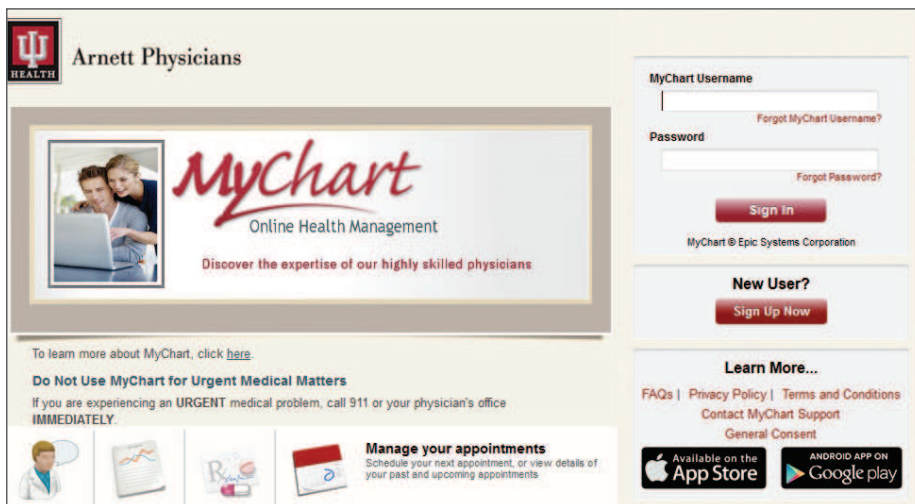 HEALTH
Arnett Physicians
MyChart
Online Health Management
Discover the expertise of our highly skilled physicians
To learn more about MyChart, click here.
Do Not Use MyChart for Urgent Medical Matters
If you are experiencing an URGENT medical problem, call 911 or your physician's office
IMMEDIATELY.
Rx
Manage your appointments
Schedule your next appointment, or view details of
your past and upcoming appointments
MyChart Username
Forgot MyChart Username?
Password
Forgot Password?
Sign In
MyChart ® Epic Systems Corporation
New User?
Sign Up Now
Learn More...
FAQs | Privacy Policy | Terms and Conditions
Contact MyChart Support
General Consent
Available on the
App Store
ANDROID APP ON
Google play